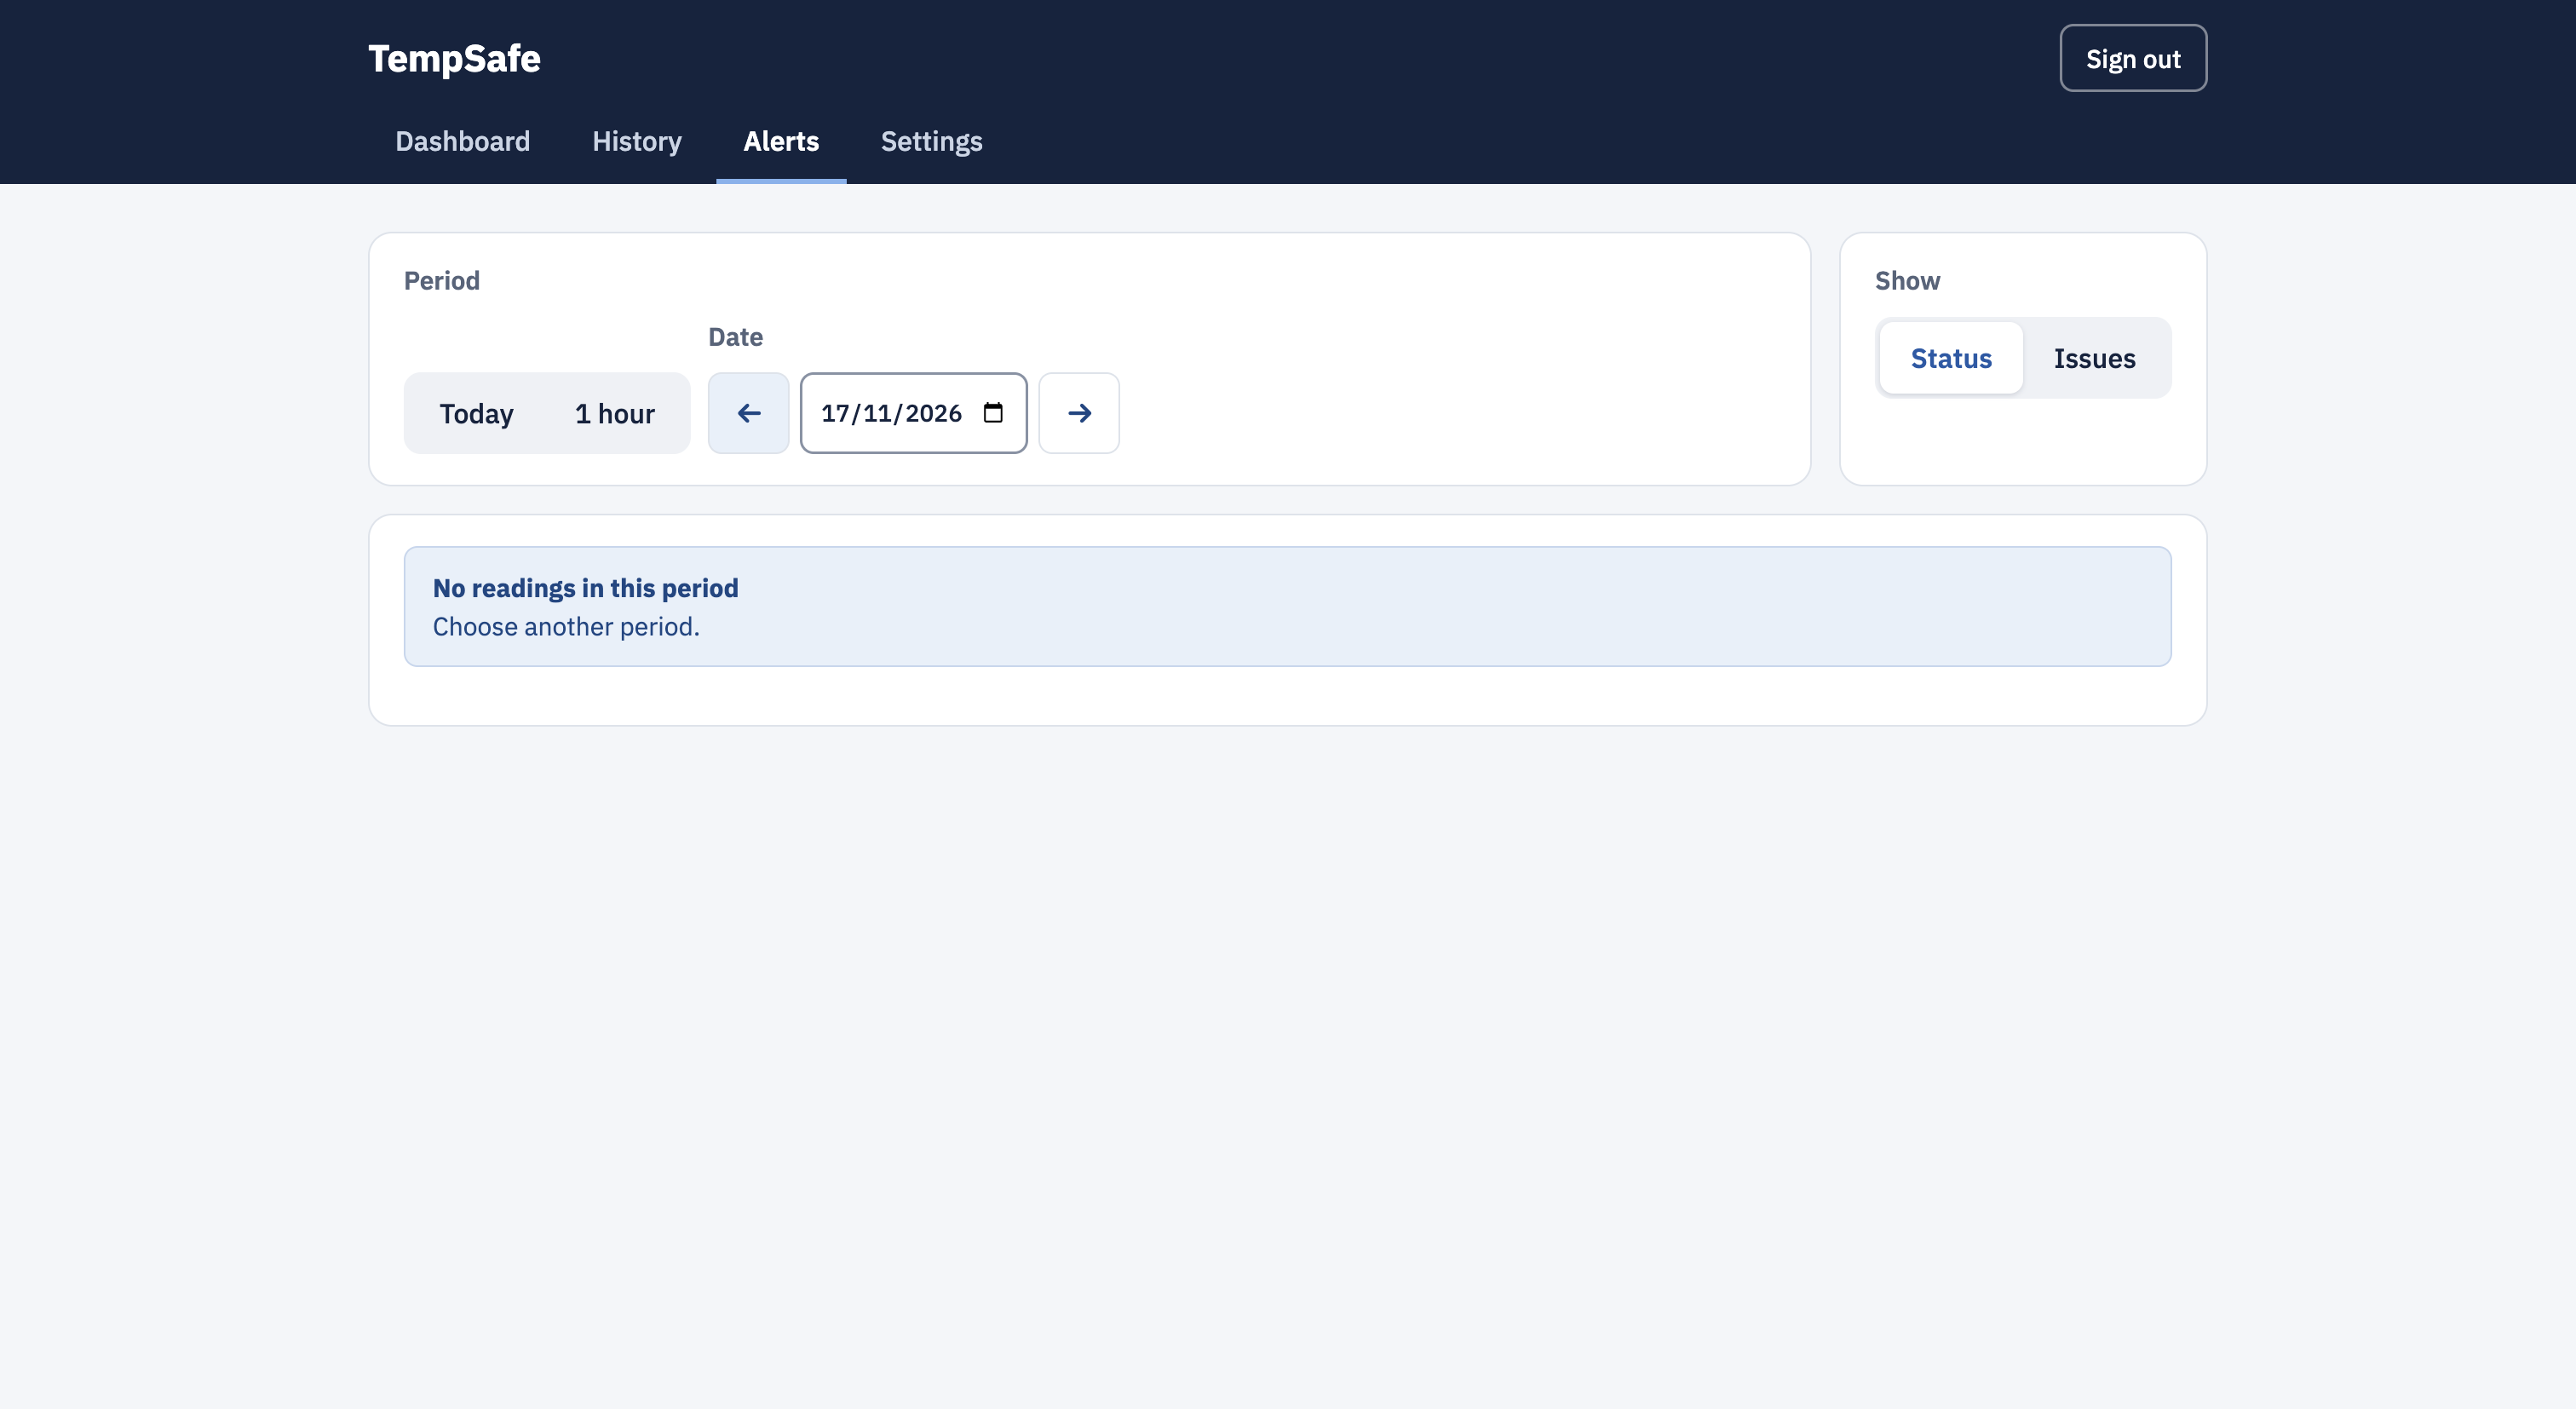 TempSafe
Sign out
Dashboard History Alerts Settings
Period
Date
Today 1 hour 17/11/2026
Show
Status Issues
No readings in this period
Choose another period.